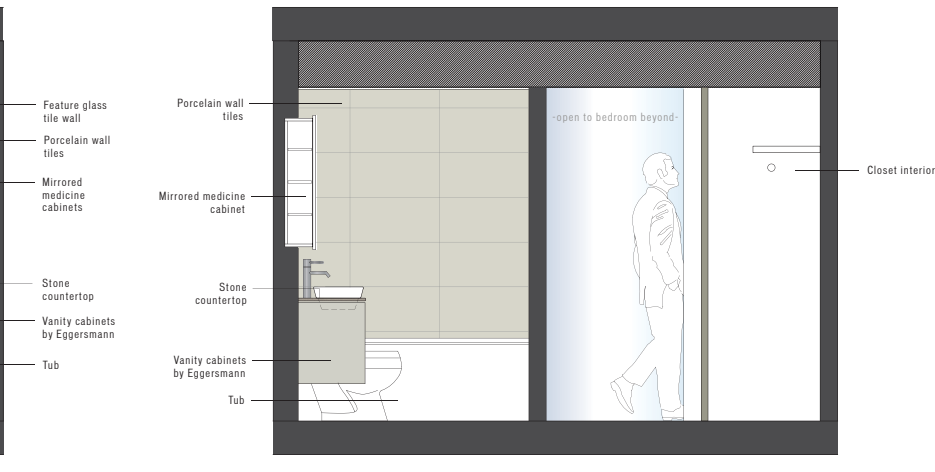 Feature glass
tile wall
Porcelain wall
tiles
Mirrored
medicine
cabinets
Stone
countertop
Vanity cabinets
by Eggersmann
Tub
Porcelain wall
tiles
Mirrored medicine
cabinet
Stone
countertop
Vanity cabinets
by Eggersmann
Tub
-open to bedroom beyond-
Closet interior